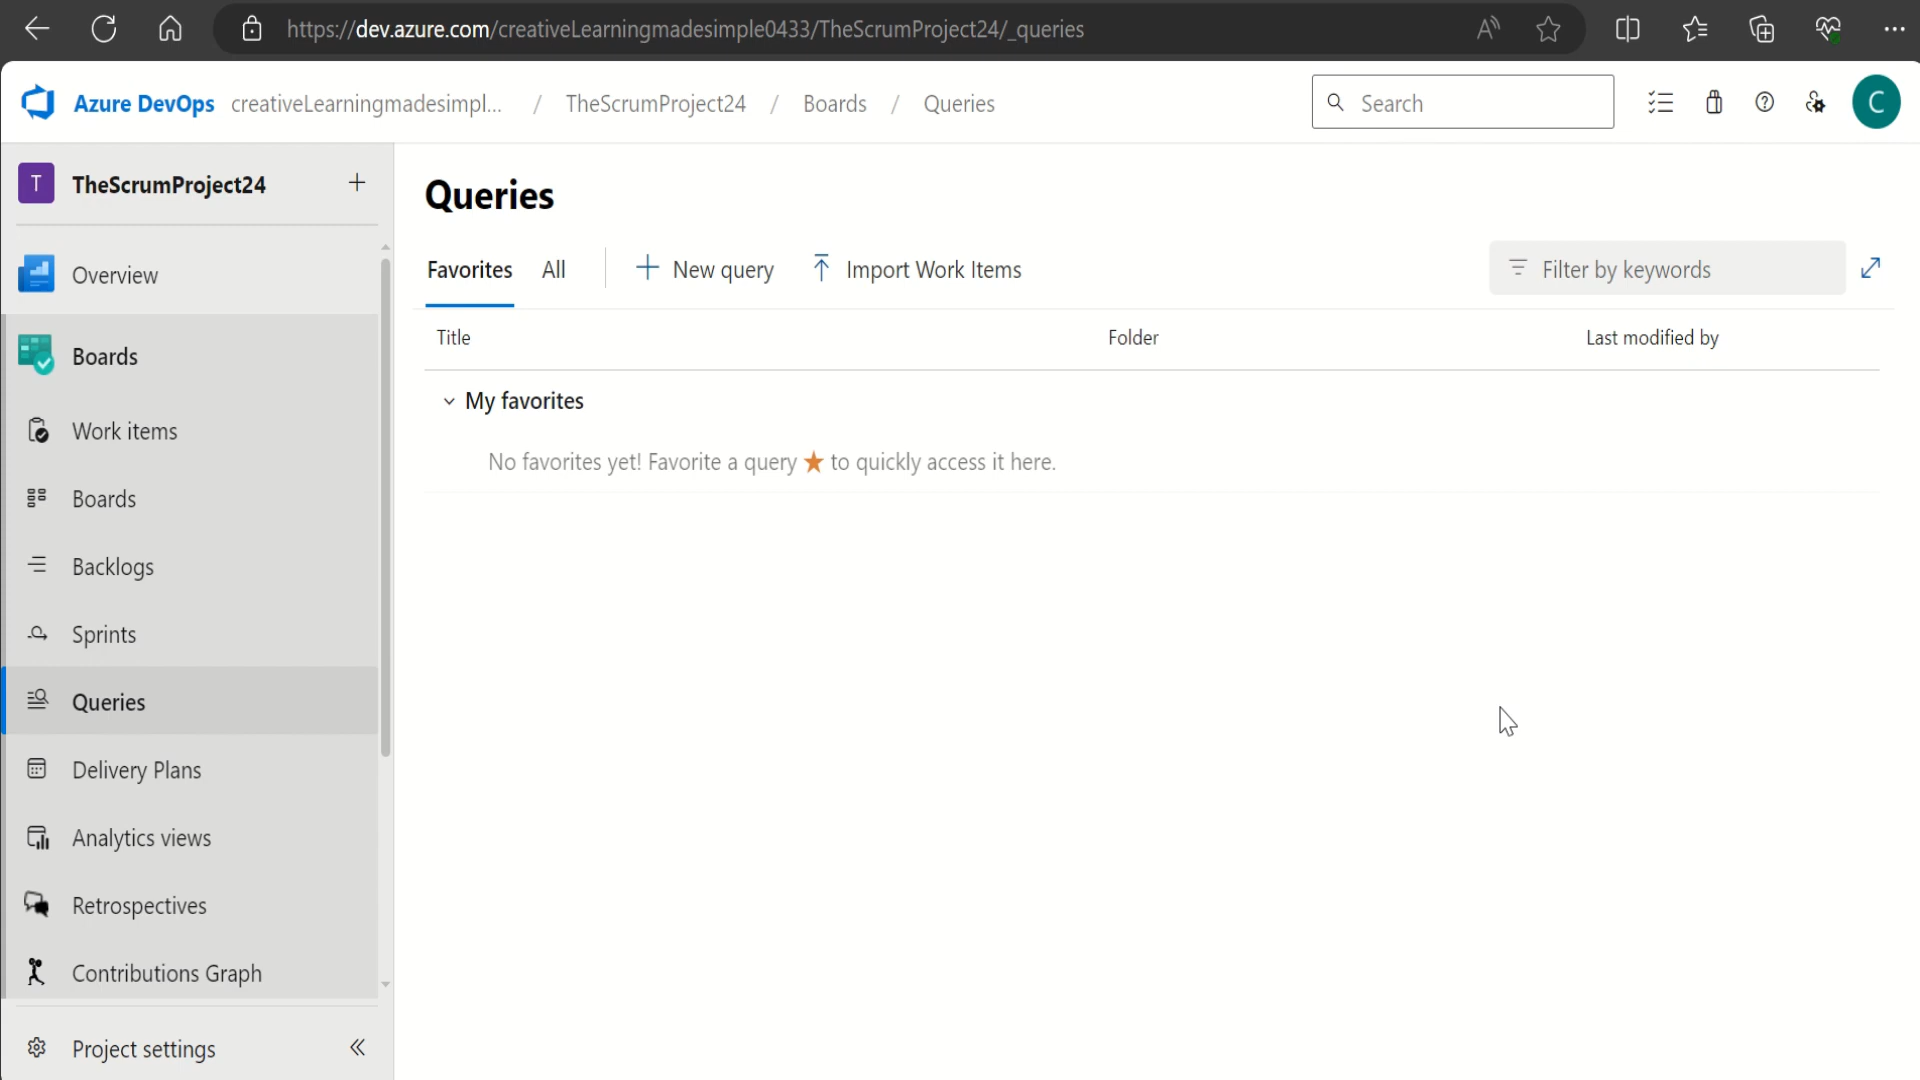 https://dev.azure.com/creativeLearningmadesimple0433/TheScrumProject24/_queries
Azure DevOps creativeLearningmadesimpl... / TheScrumProject24 / Boards / Queries
Search
C
T TheScrumProject24
Overview
Boards
Work items
Boards
Backlogs
Sprints
Queries
Delivery Plans
Analytics views
Retrospectives
Contributions Graph
Project settings
Queries
Favorites All New query Import Work Items
Filter by keywords
Title Folder Last modified by
My favorites
No favorites yet! Favorite a query ★ to quickly access it here.